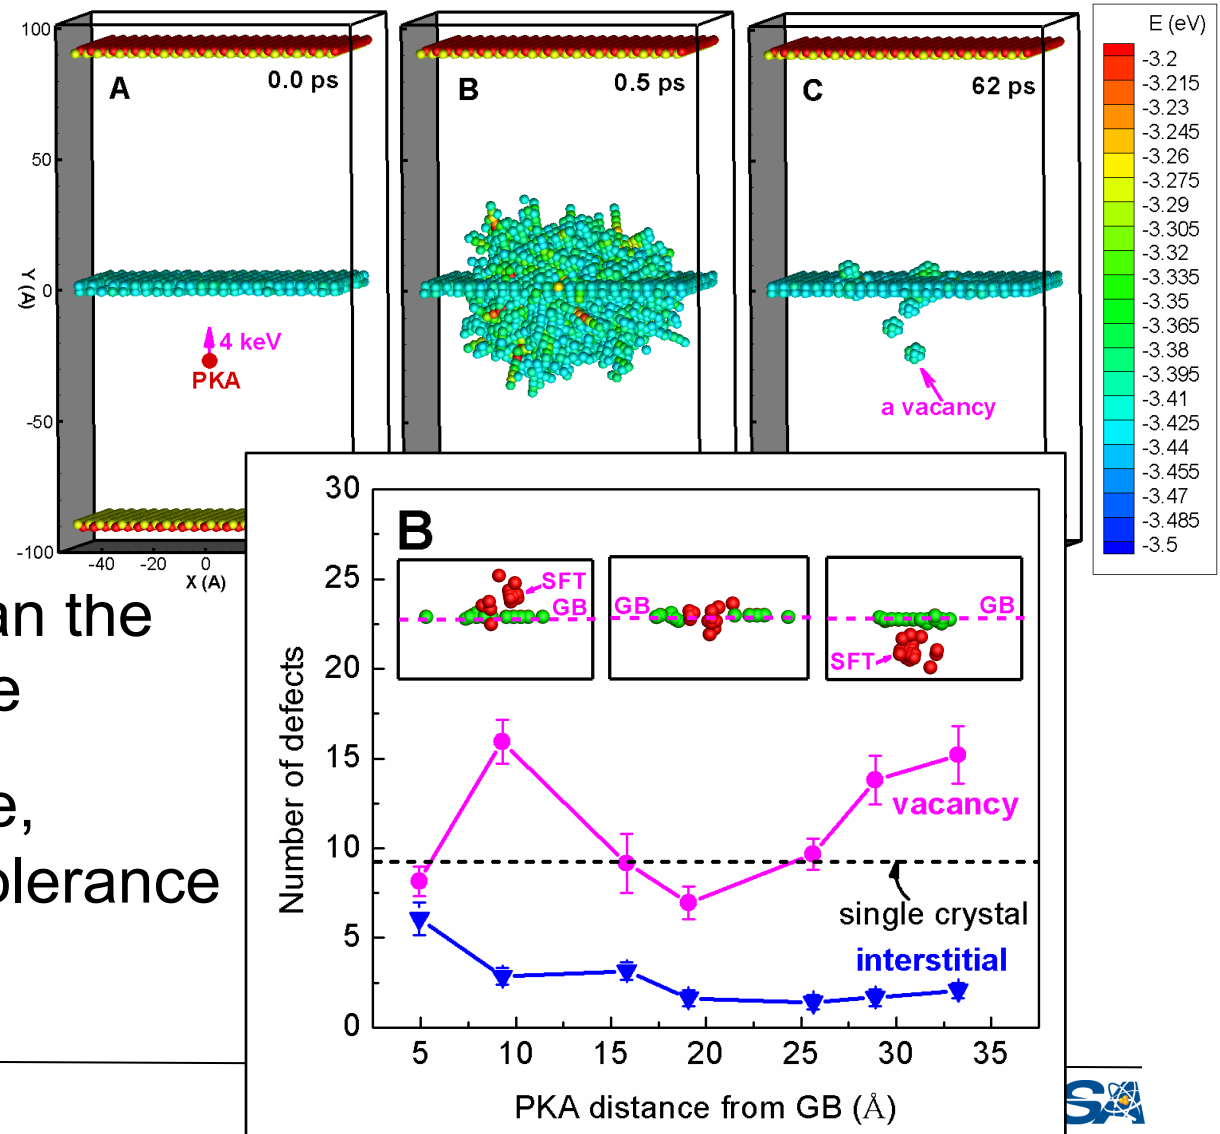 100
50
0
-50
-100
Y (A)
-40
-20
0
X (A)
A
0.0 ps
4 keV
PKA
B
0.5 ps
C
62 ps
a vacancy
E (eV)
-3.2
-3.215
-3.23
-3.245
-3.26
-3.275
-3.29
-3.305
-3.32
-3.335
-3.35
-3.365
-3.38
-3.395
-3.41
-3.425
-3.44
-3.455
-3.47
-3.485
-3.5
an the
e
e,
olerance
30
25
20
15
10
5
0
Number of defects
B
SFT
GB
GB
GB
SFT
vacancy
single crystal
interstitial
5
10
15
20
25
30
35
PKA distance from GB (Å)
SA